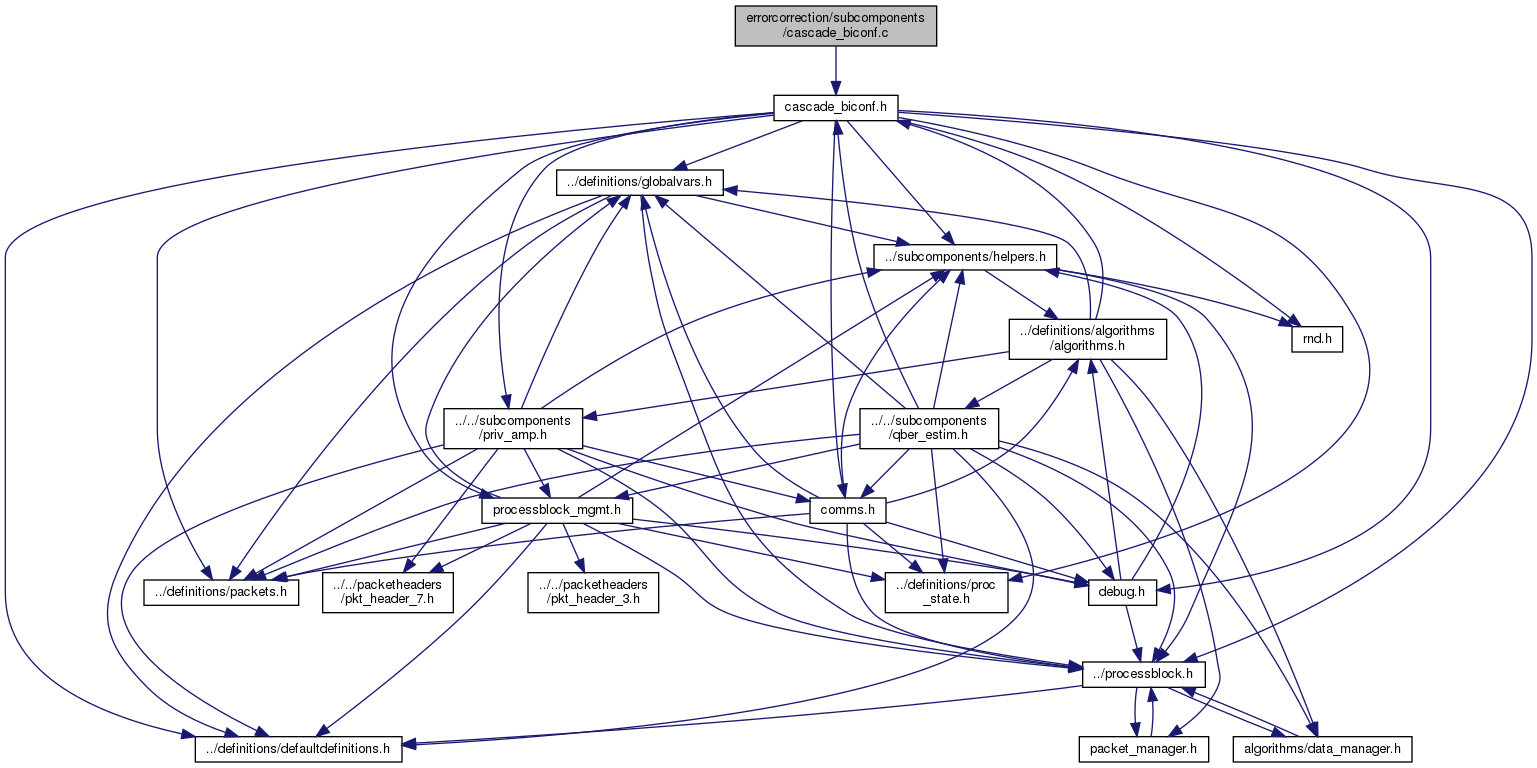 errorcorrection/subcomponents
/cascade_biconf.c
cascade_biconf.h
../definitions/globalvars.h
../subcomponents/helpers.h
../definitions/algorithms
/algorithms.h
rnd.h
../../subcomponents
/priv_amp.h
../../subcomponents
/qber_estim.h
processblock_mgmt.h
comms.h
../definitions/packets.h
../../packetheaders
/pkt_header_7.h
../../packetheaders
/pkt_header_3.h
../definitions/proc
_state.h
debug.h
../processblock.h
../definitions/defaultdefinitions.h
packet_manager.h
algorithms/data_manager.h